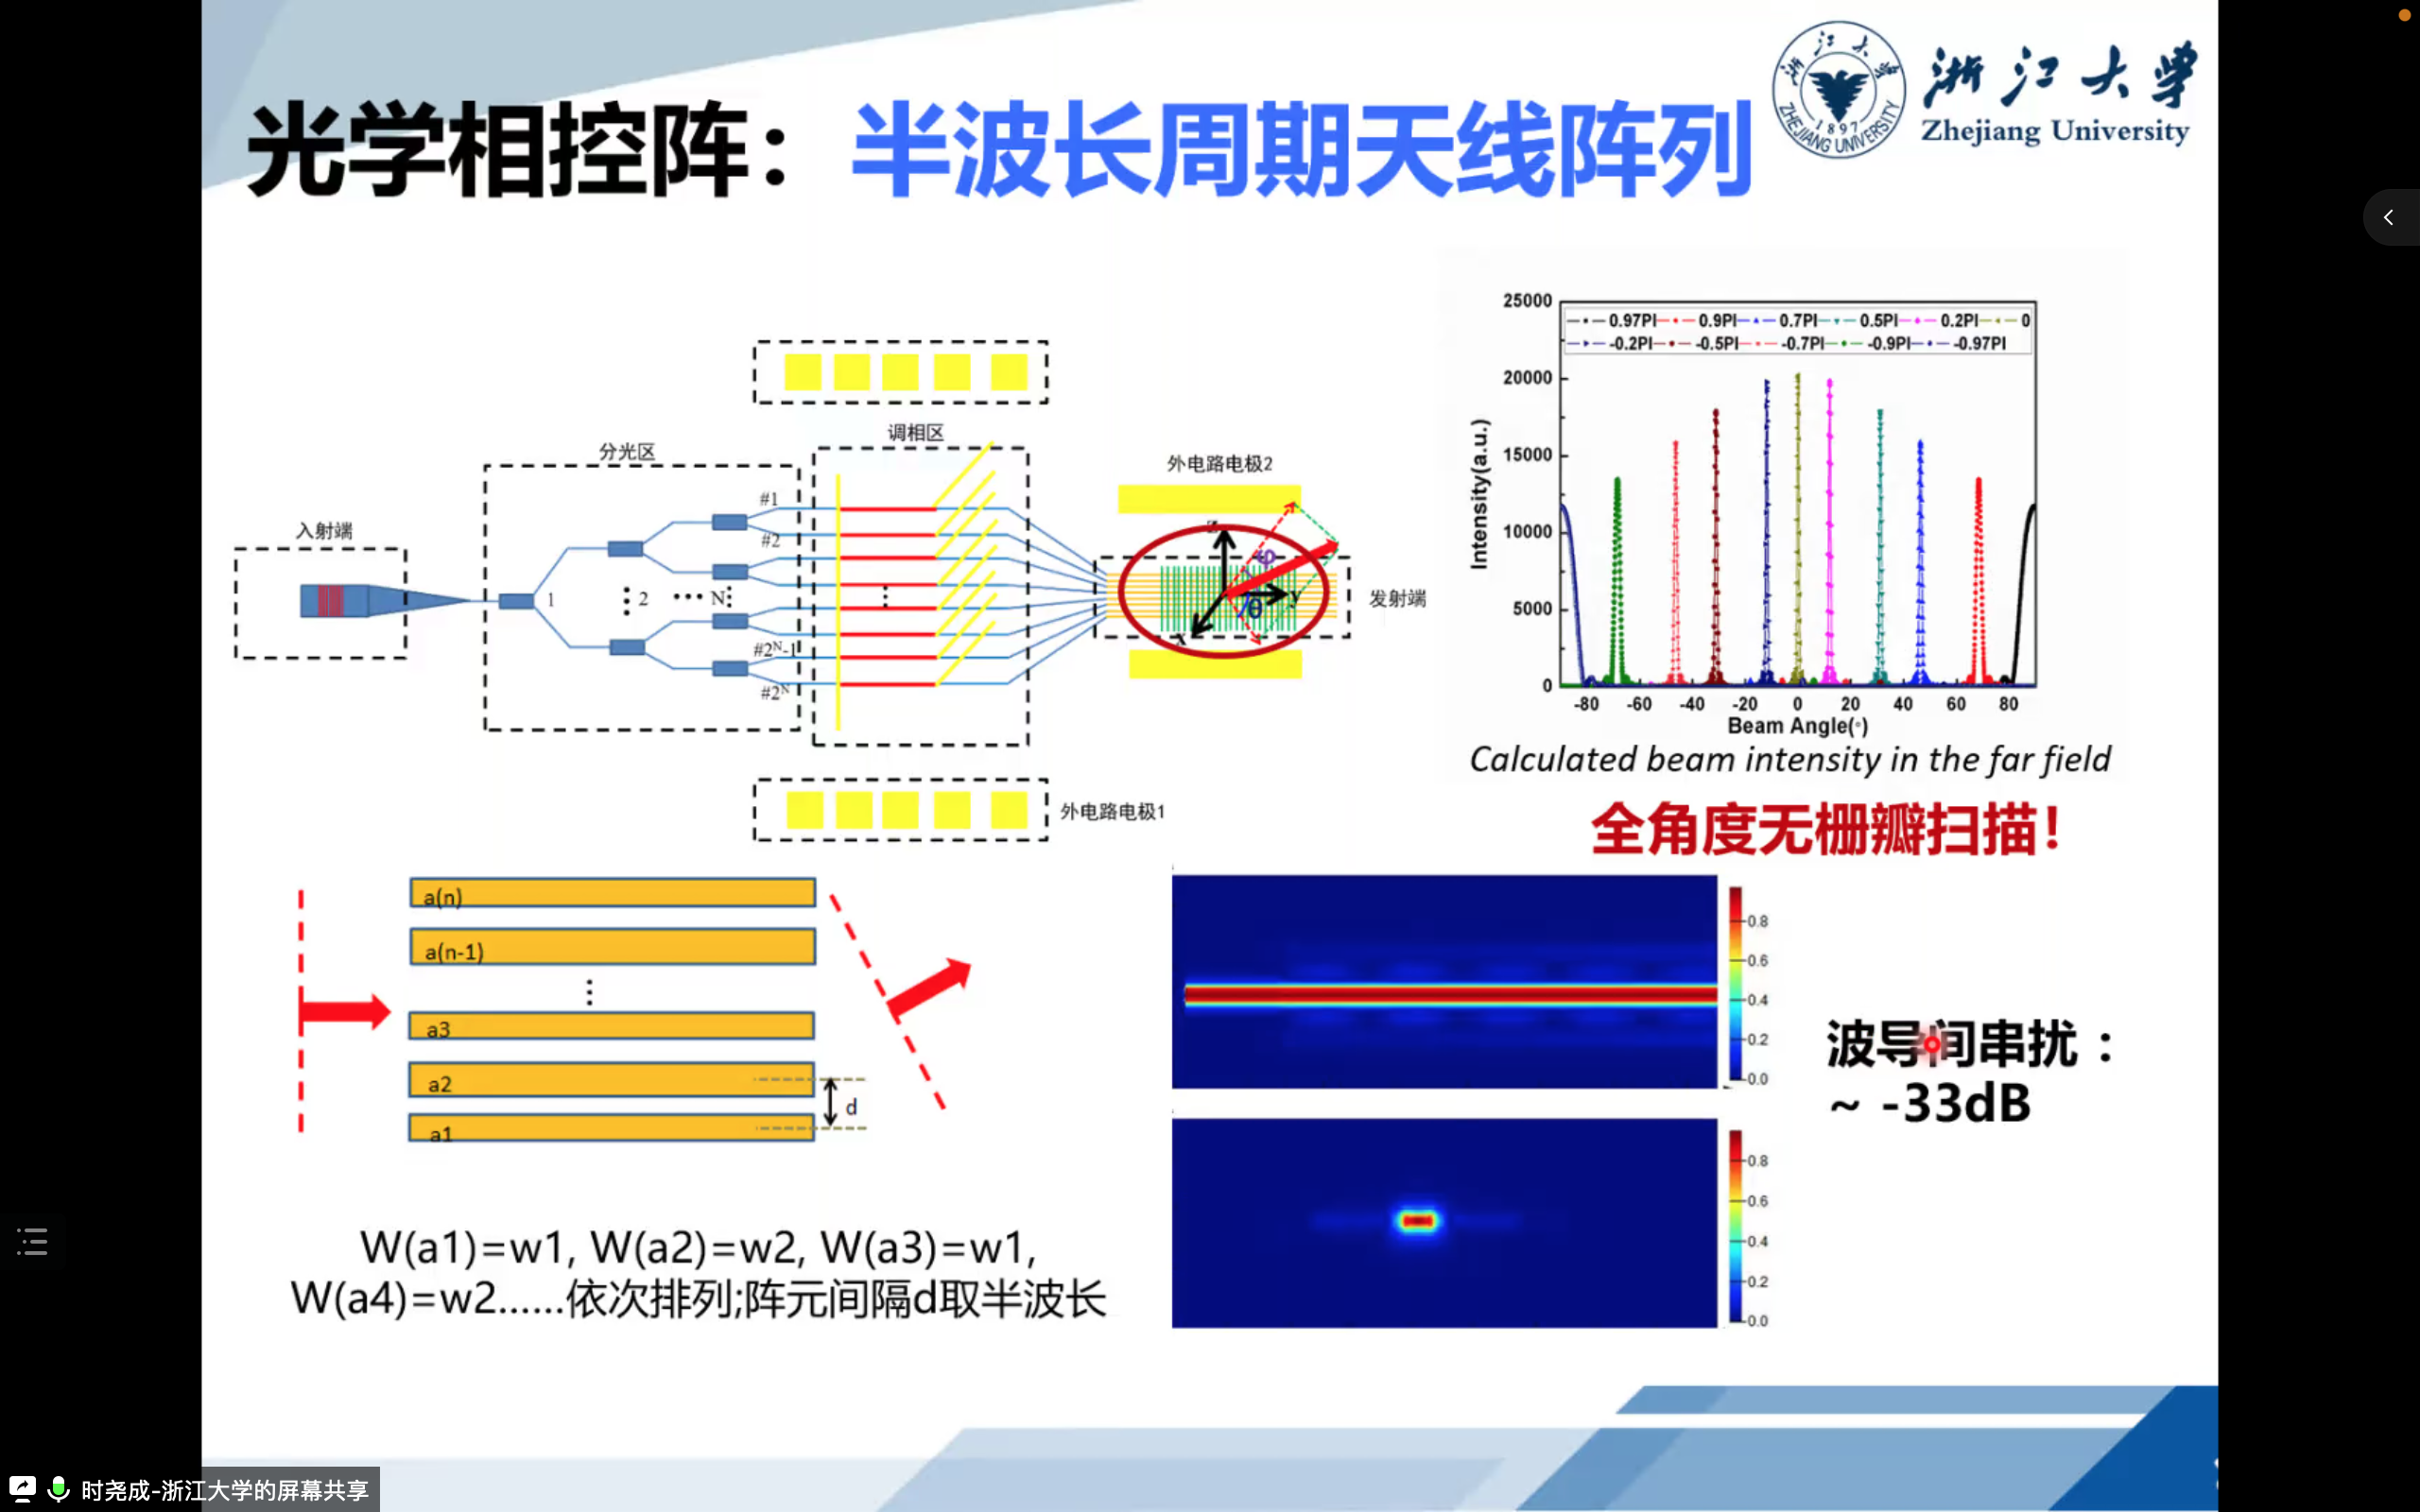 光学相控阵：半波长周期天线阵列
浙江大学
Zhejiang University
浙江大学
1897
ZHEJIANG UNIVERSITY
调相区
分光区
入射端
#1
#2
1
2
N
#2ᴺ-1
#2ᴺ
外电路电极2
z
φ
y
θ
x
发射端
外电路电极1
25000
20000
15000
10000
5000
0
Intensity(a.u.)
0.97PI 0.9PI 0.7PI 0.5PI 0.2PI 0
-0.2PI -0.5PI -0.7PI -0.9PI -0.97PI
-80 -60 -40 -20 0 20 40 60 80
Beam Angle(◦)
Calculated beam intensity in the far field
全角度无栅瓣扫描！
a(n)
a(n-1)
a3
a2
a1
d
W(a1)=w1, W(a2)=w2, W(a3)=w1,
W(a4)=w2……依次排列;阵元间隔d取半波长
0.8
0.6
0.4
0.2
0.0
0.8
0.6
0.4
0.2
0.0
波导间串扰：
~ -33dB
时尧成-浙江大学的屏幕共享